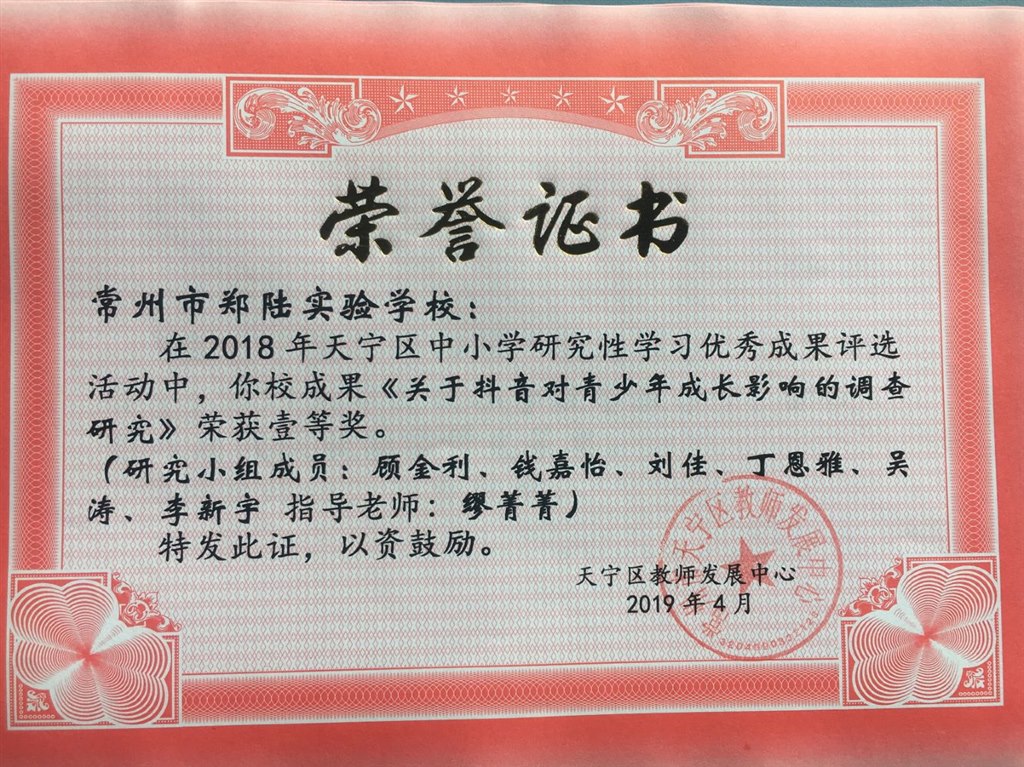 荣誉证书
常州市郑陆实验学校：
在2018年天宁区中小学研究性学习优秀成果评选
活动中，你校成果《关于抖音对青少年成长影响的调查
研究》荣获壹等奖。
（研究小组成员：顾金利、钱嘉怡、刘佳、丁恩雅、吴
涛、李新宇 指导老师：缪菁菁）
特发此证，以资鼓励。
天宁区教师发展中心
2019年4月
天宁区教师发展中心